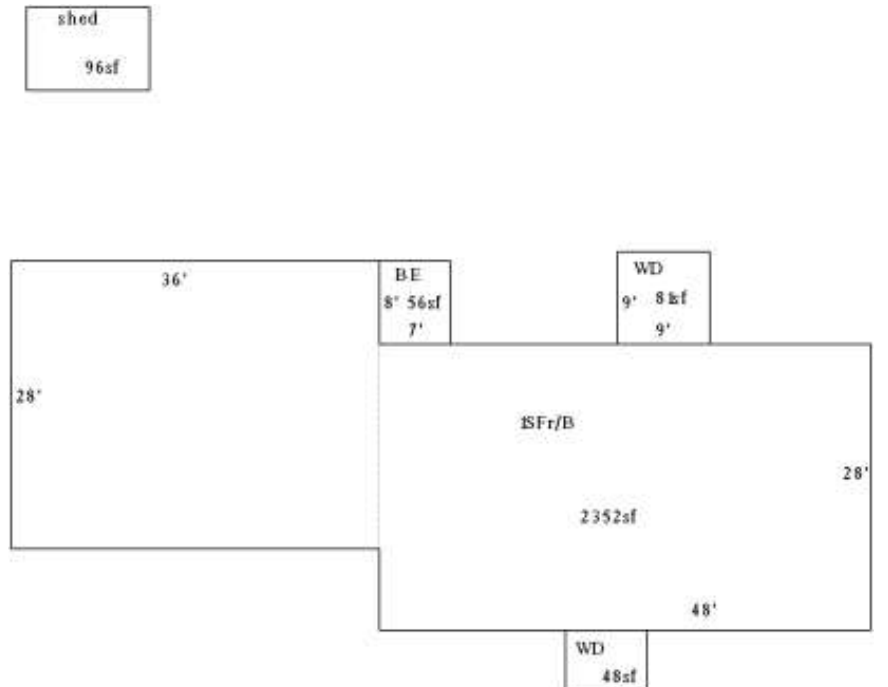 shed
96sf
36'
BE
8' 56sf
7'
WD
9' 81sf
9'
28'
1SFr/B
28'
2352sf
48'
WD
48sf